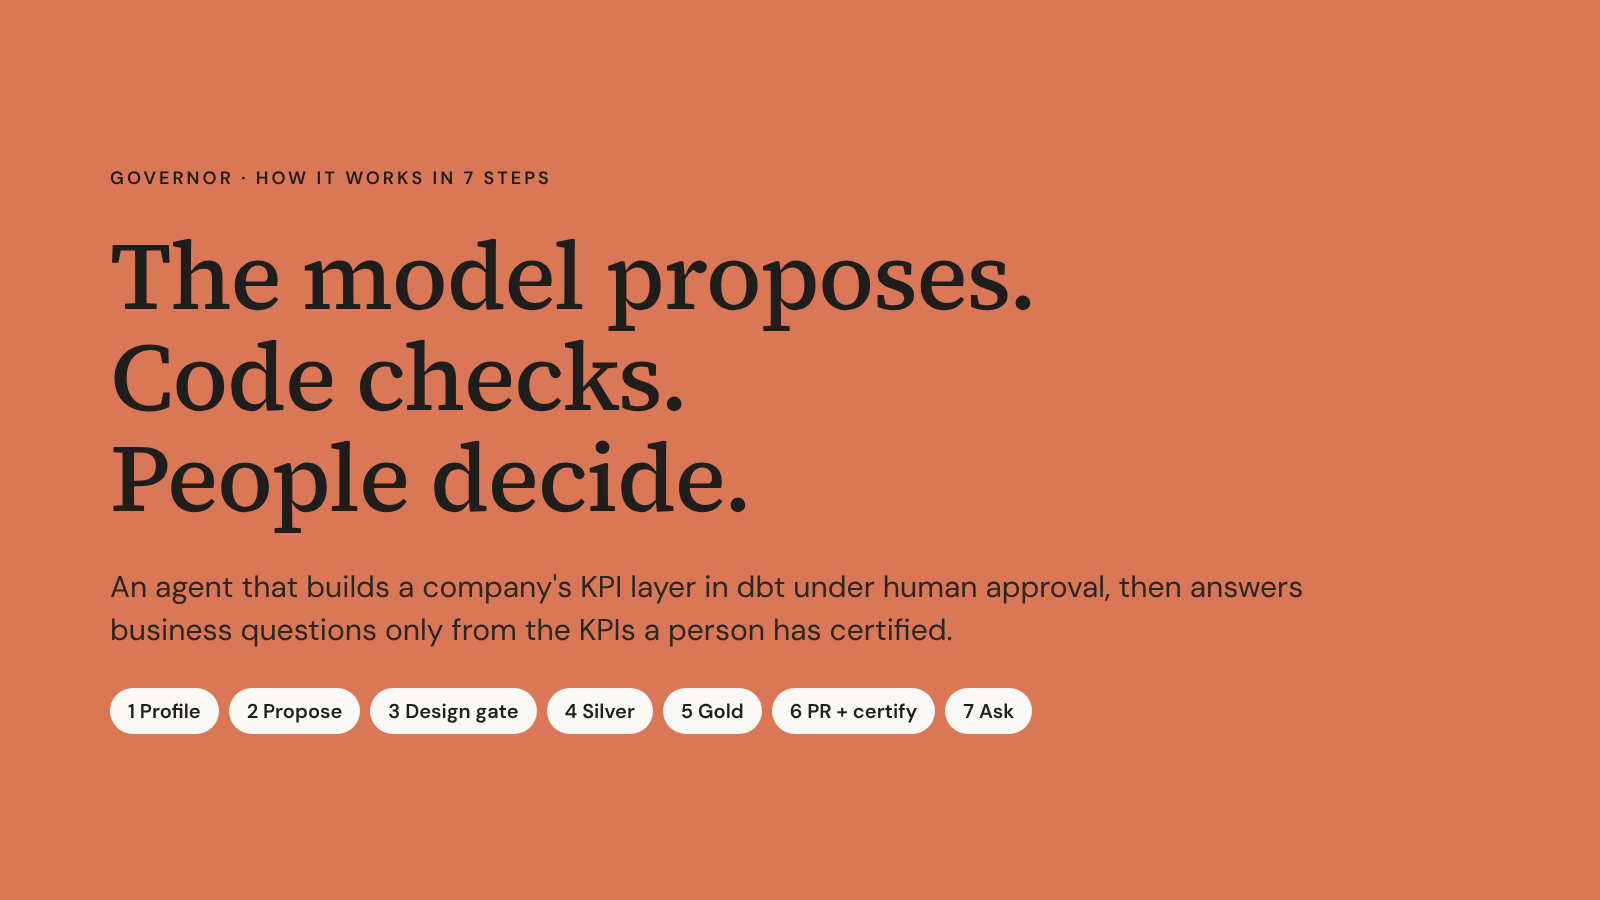 GOVERNOR · HOW IT WORKS IN 7 STEPS
The model proposes.
Code checks.
People decide.
An agent that builds a company's KPI layer in dbt under human approval, then answers
business questions only from the KPIs a person has certified.
1 Profile
2 Propose
3 Design gate
4 Silver
5 Gold
6 PR + certify
7 Ask